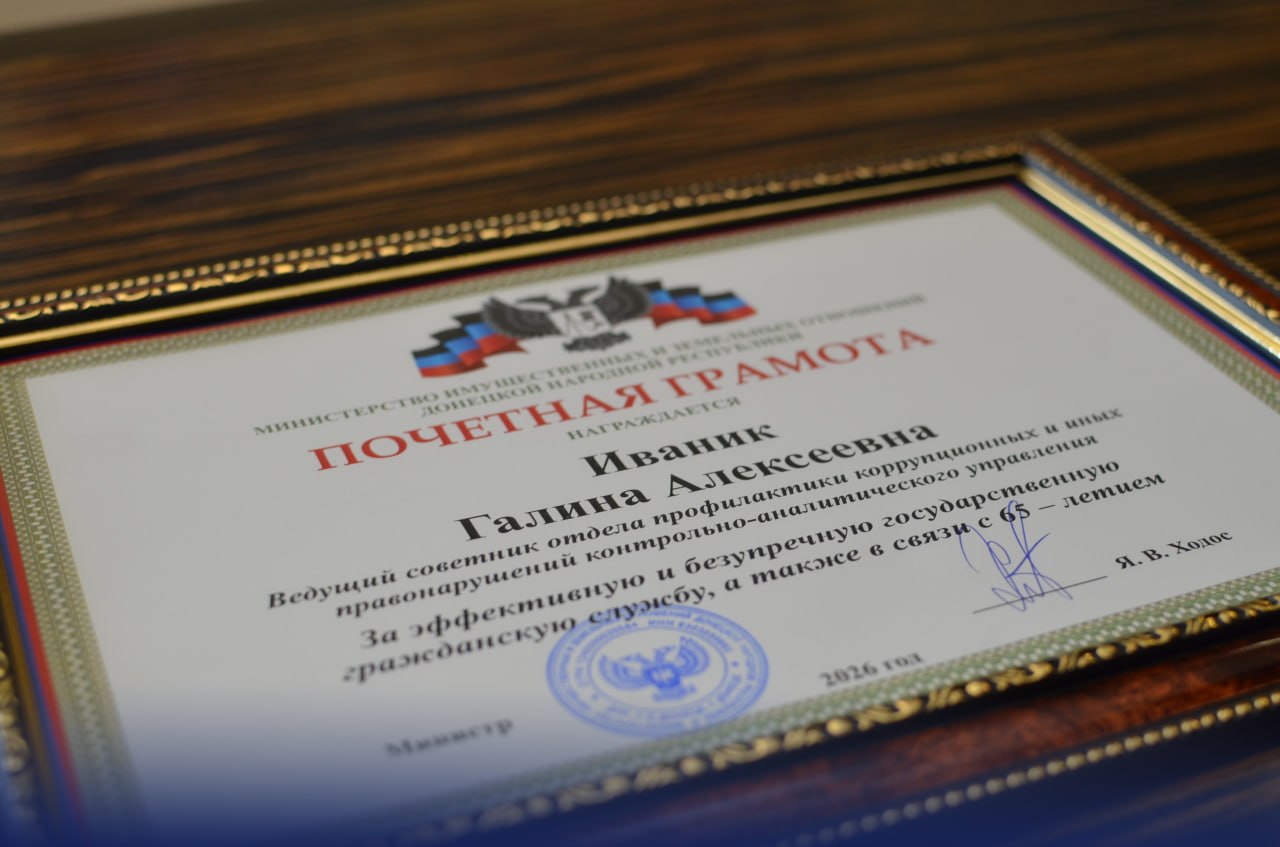 МИНИСТЕРСТВО ИМУЩЕСТВЕННЫХ И ЗЕМЕЛЬНЫХ ОТНОШЕНИЙ
ДОНЕЦКОЙ НАРОДНОЙ РЕСПУБЛИКИ
ПОЧЕТНАЯ ГРАМОТА
НАГРАЖДАЕТСЯ
Иваник
Галина Алексеевна
Ведущий советник отдела профилактики коррупционных и иных
правонарушений контрольно-аналитического управления
За эффективную и безупречную государственную
гражданскую службу, а также в связи с 65 – летием
Министр
Я. В. Ходос
2026 год